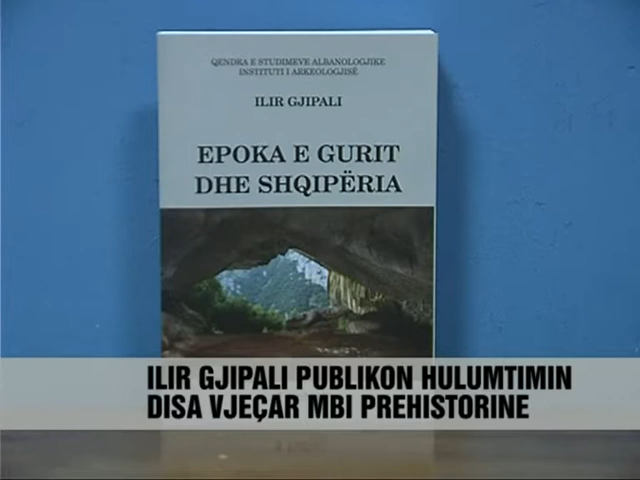 QENDRA E STUDIMEVE ALBANOLOGJIKE
INSTITUTI I ARKEOLOGJISË
ILIR GJIPALI
EPOKA E GURIT
DHE SHQIPËRIA
ILIR GJIPALI PUBLIKON HULUMTIMIN
DISA VJEÇAR MBI PREHISTORINE